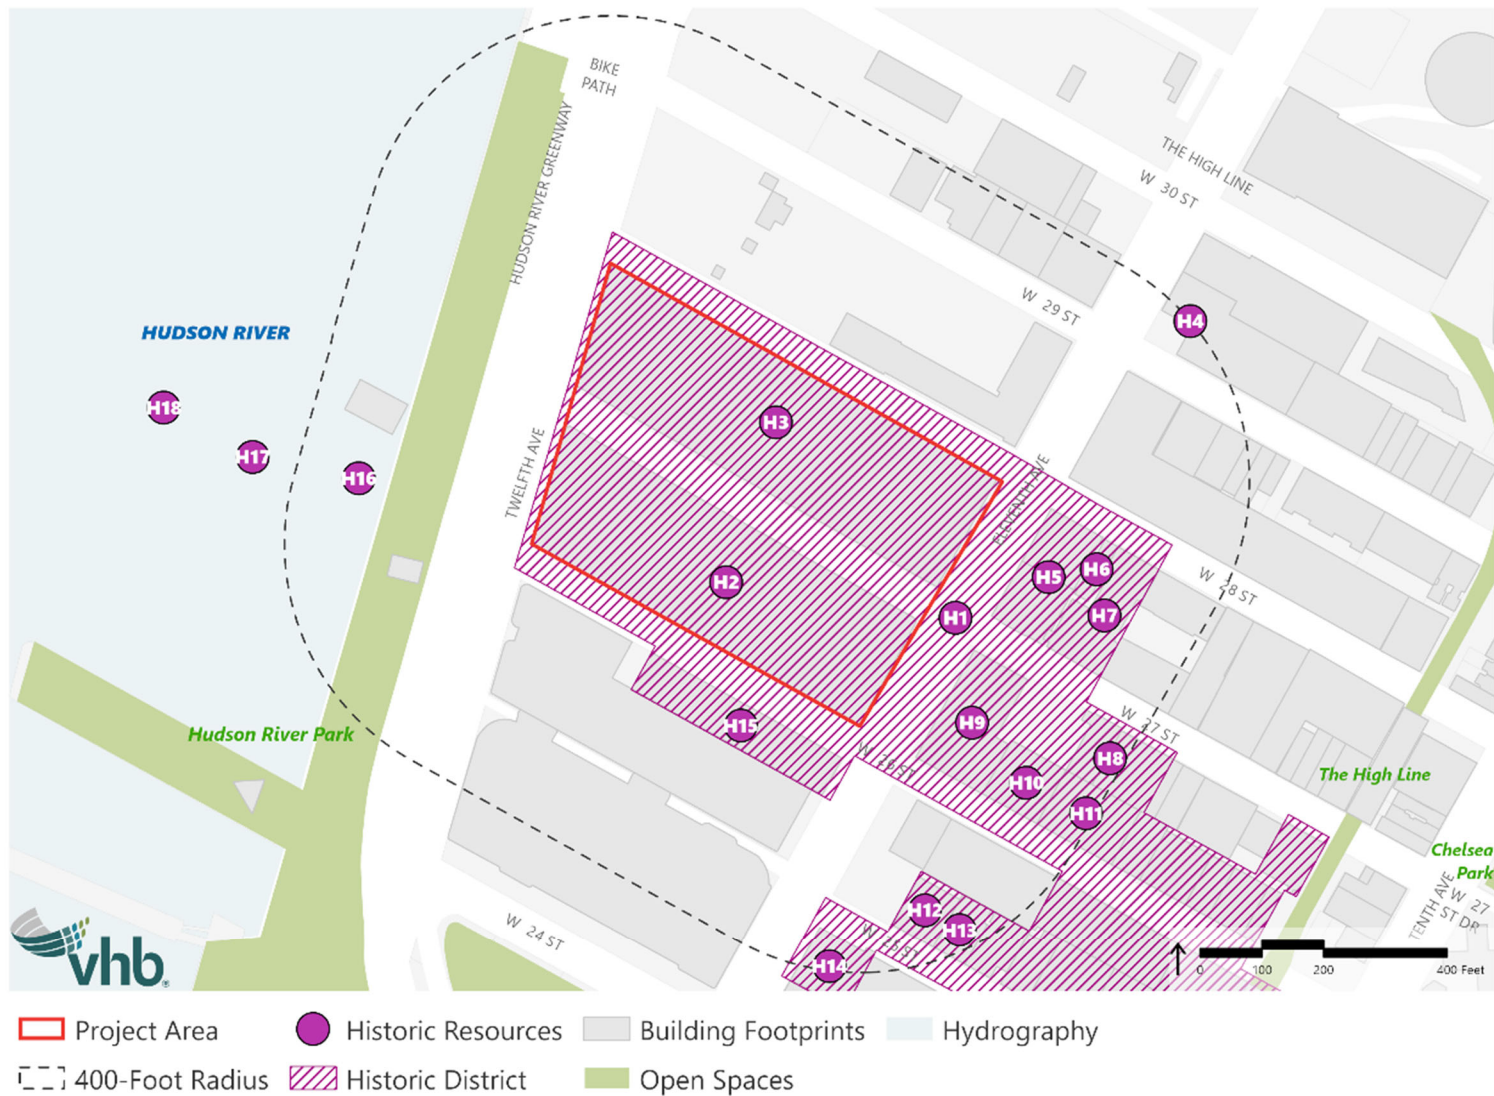 BIKE
PATH
HUDSON RIVER GREENWAY
THE HIGH LINE
W 30 ST
W 29 ST
H4
HUDSON RIVER
H18
H17
H16
H3
TWELFTH AVE
ELEVENTH AVE
H2
H5
H6
H7
H1
W 28 ST
Hudson River Park
H15
H9
W 27 ST
H8
W 26 ST
H10
H11
The High Line
Chelsea
Park
H12
H13
H14
W 24 ST
TENTH AVE
W 27
ST DR
vhb®
0 100 200 400 Feet
Project Area
Historic Resources
Building Footprints
Hydrography
400-Foot Radius
Historic District
Open Spaces